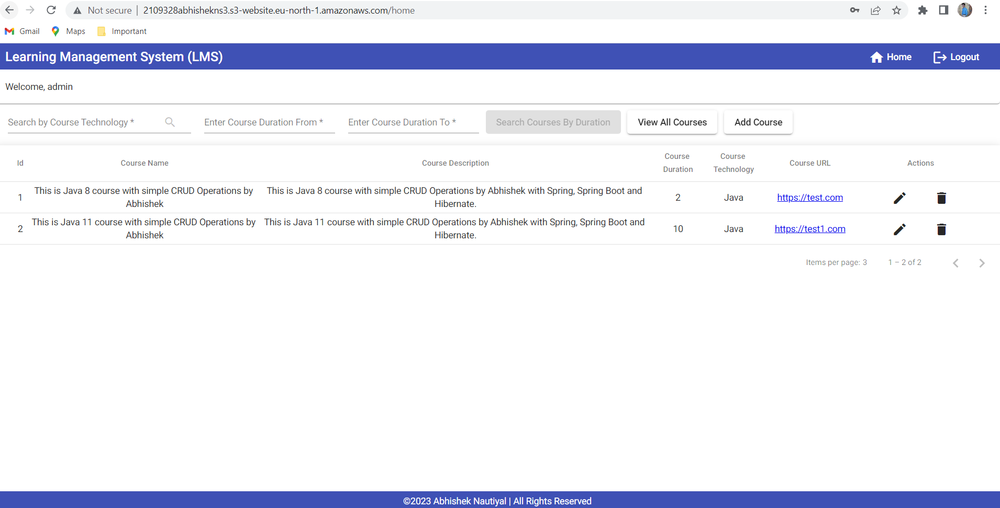 Not secure | 2109328abhishekns3.s3-website.eu-north-1.amazonaws.com/home
Gmail Maps Important
Learning Management System (LMS) Home Logout
Welcome, admin
Search by Course Technology * Enter Course Duration From * Enter Course Duration To * Search Courses By Duration View All Courses Add Course
Id Course Name Course Description Course Duration Course Technology Course URL Actions
1 This is Java 8 course with simple CRUD Operations by Abhishek This is Java 8 course with simple CRUD Operations by Abhishek with Spring, Spring Boot and Hibernate. 2 Java https://test.com
2 This is Java 11 course with simple CRUD Operations by Abhishek This is Java 11 course with simple CRUD Operations by Abhishek with Spring, Spring Boot and Hibernate. 10 Java https://test1.com
Items per page: 3 1 – 2 of 2
©2023 Abhishek Nautiyal | All Rights Reserved